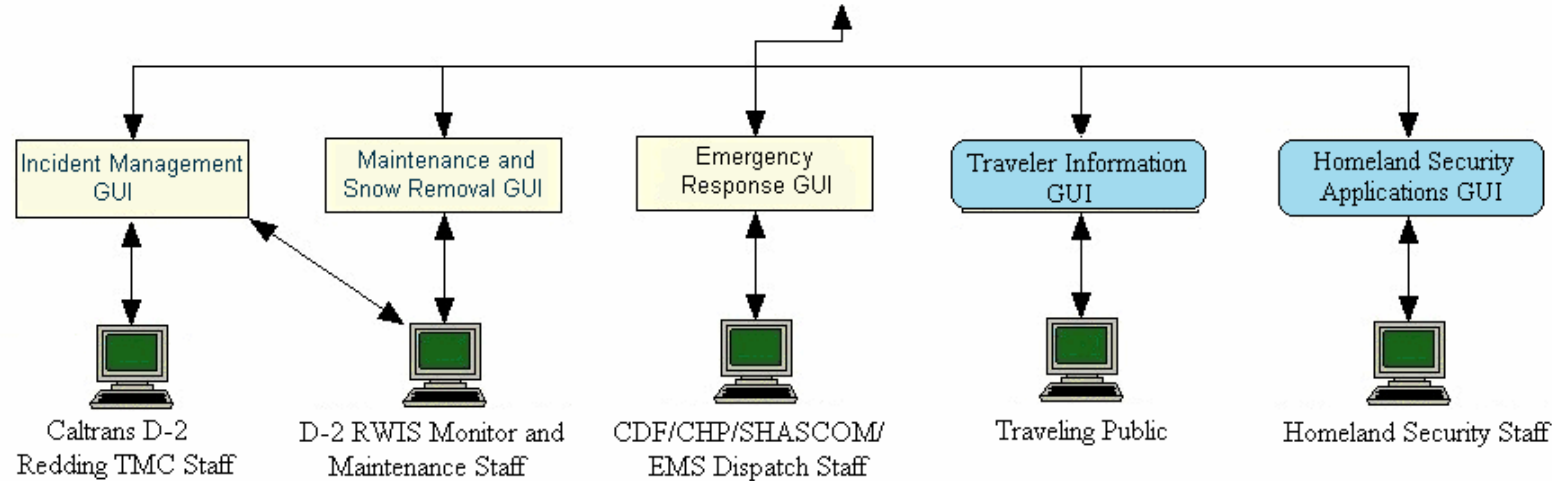 Incident Management
GUI
Maintenance and
Snow Removal GUI
Emergency
Response GUI
Traveler Information
GUI
Homeland Security
Applications GUI
Caltrans D-2
Redding TMC Staff
D-2 RWIS Monitor and
Maintenance Staff
CDF/CHP/SHASCOM/
EMS Dispatch Staff
Traveling Public
Homeland Security Staff